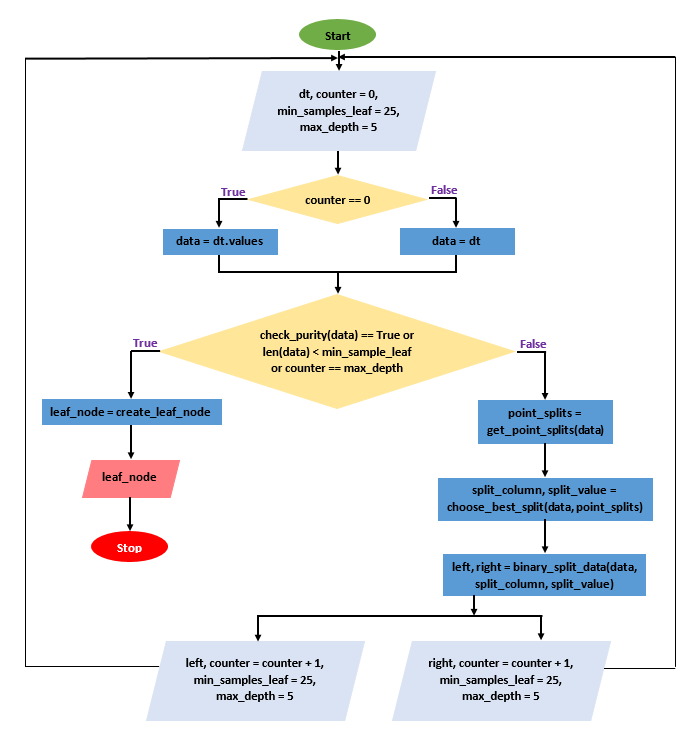 Start
dt, counter = 0,
min_samples_leaf = 25,
max_depth = 5
True
False
counter == 0
data = dt.values
data = dt
True
False
check_purity(data) == True or
len(data) < min_sample_leaf
or counter == max_depth
leaf_node = create_leaf_node
point_splits =
get_point_splits(data)
leaf_node
split_column, split_value =
choose_best_split(data, point_splits)
Stop
left, right = binary_split_data(data,
split_column, split_value)
left, counter = counter + 1,
min_samples_leaf = 25,
max_depth = 5
right, counter = counter + 1,
min_samples_leaf = 25,
max_depth = 5